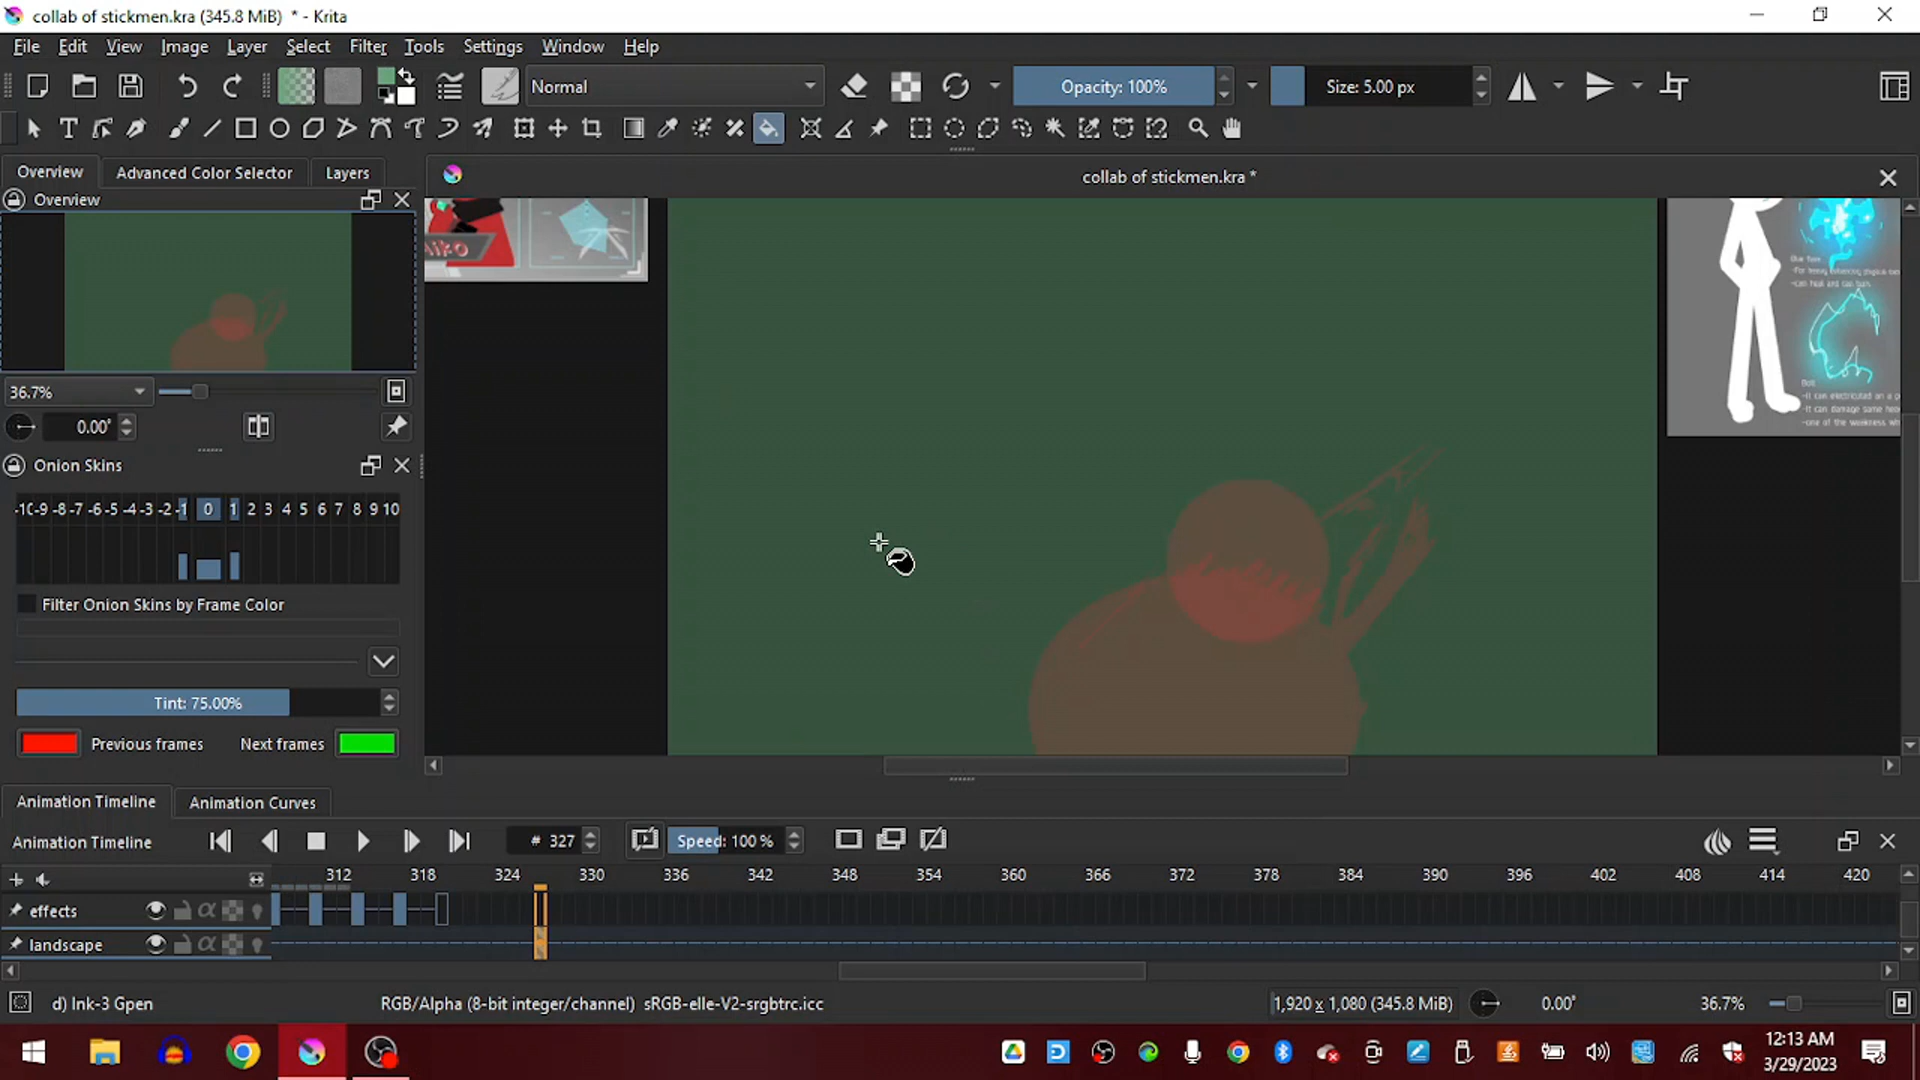 collab of stickmen.kra (345.8 MiB) * - Krita
File Edit View Image Layer Select Filter Tools Settings Window Help
Normal Opacity: 100% Size: 5.00 px
Overview Advanced Color Selector Layers
collab of stickmen.kra *
Overview
36.7%
0.00°
Onion Skins
-10 -9 -8 -7 -6 -5 -4 -3 -2 -1 0 1 2 3 4 5 6 7 8 9 10
Filter Onion Skins by Frame Color
Tint: 75.00%
Previous frames Next frames
Animation Timeline Animation Curves
Animation Timeline # 327 Speed: 100 %
312 318 324 330 336 342 348 354 360 366 372 378 384 390 396 402 408 414 420
effects
landscape
d) Ink-3 Gpen RGB/Alpha (8-bit integer/channel) sRGB-elle-V2-srgbtrc.icc 1,920 x 1,080 (345.8 MiB) 0.00° 36.7%
12:13 AM
3/29/2023